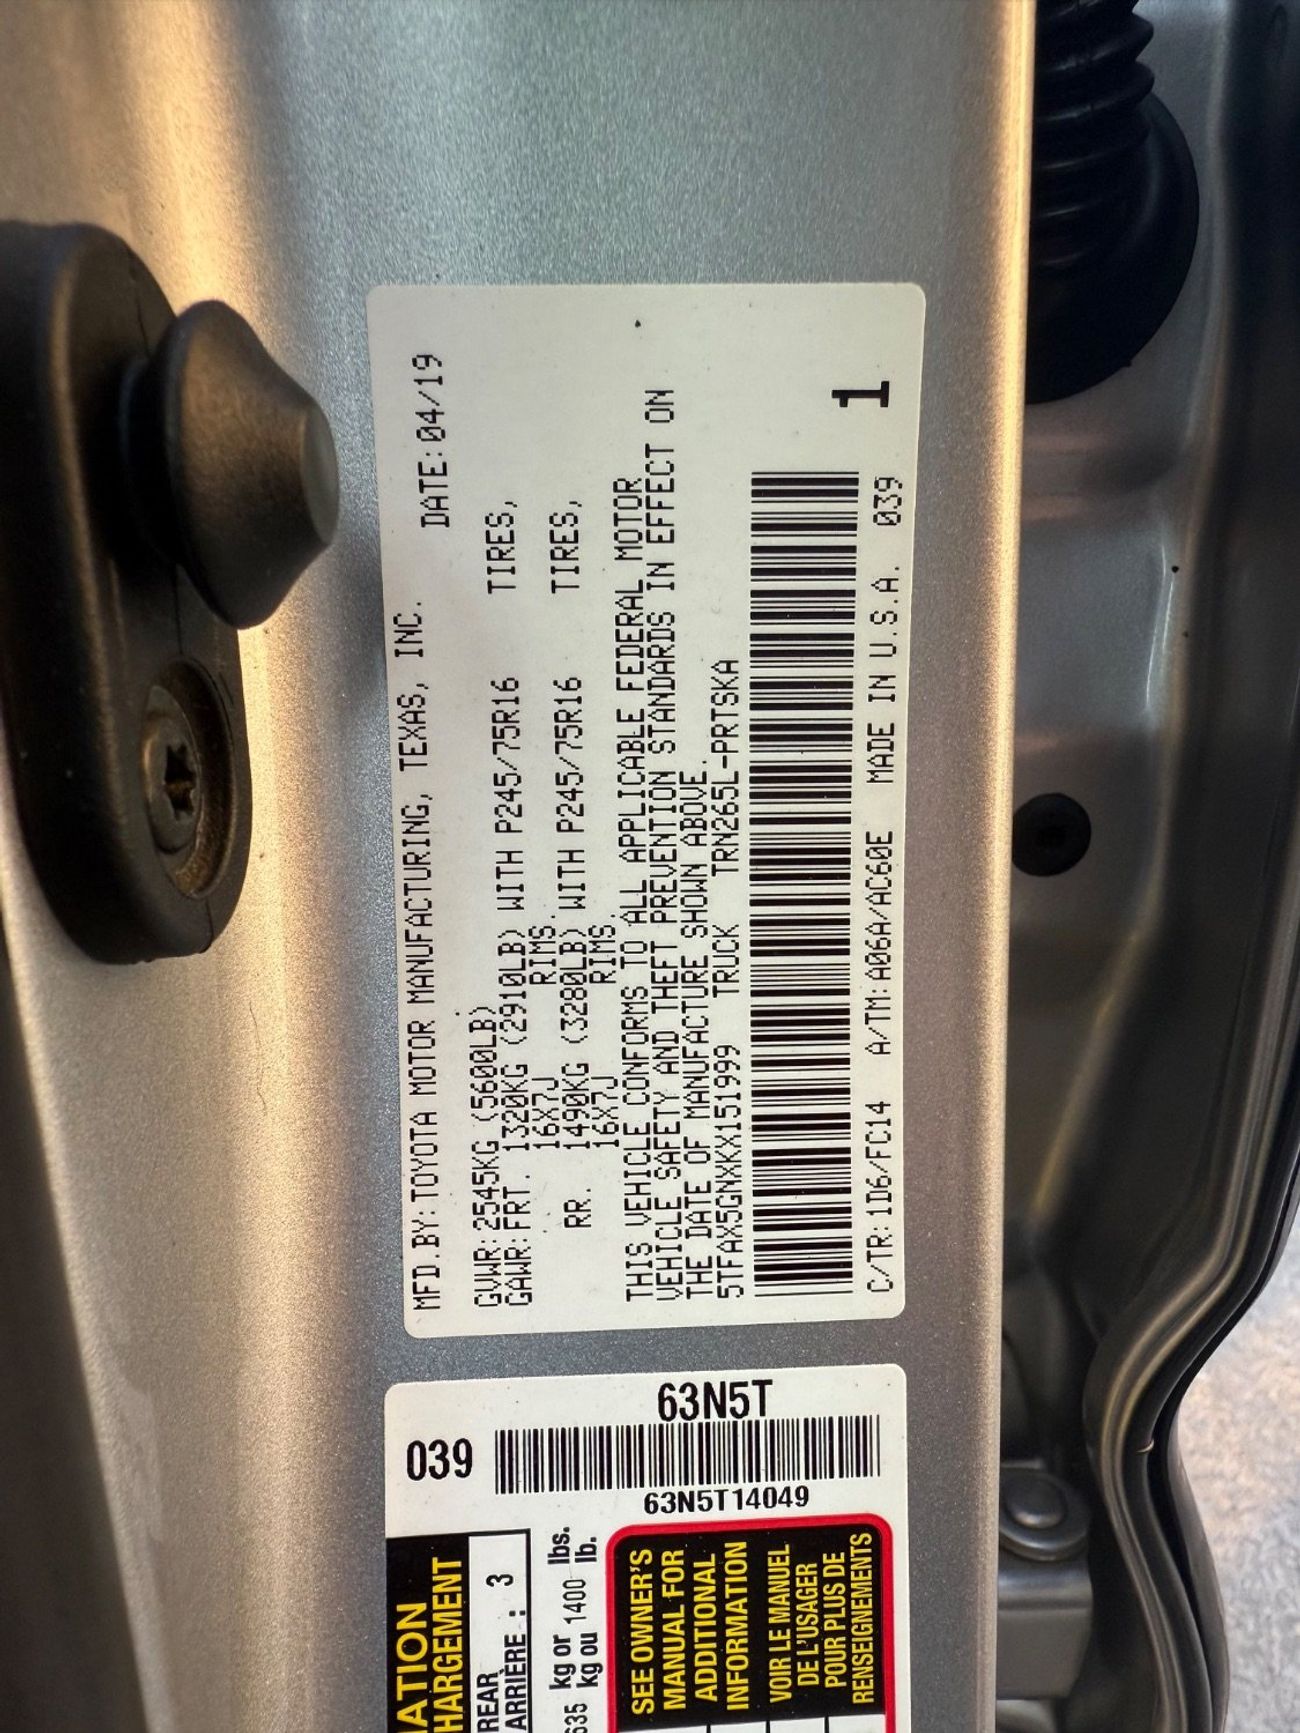 MFD.BY:TOYOTA MOTOR MANUFACTURING, TEXAS, INC.
DATE:04/19
GVWR:2545KG (5600LB)
GAWR:FRT. 1320KG (2910LB) WITH P245/75R16 TIRES,
16X7J RIMS.
RR. 1490KG (3280LB) WITH P245/75R16 TIRES,
16X7J RIMS.
THIS VEHICLE CONFORMS TO ALL APPLICABLE FEDERAL MOTOR
VEHICLE SAFETY AND THEFT PREVENTION STANDARDS IN EFFECT ON
THE DATE OF MANUFACTURE SHOWN ABOVE.
5TFAX5GNXKX151999 TRUCK TRN265L-PRTSKA
1
C/TR:1D6/FC14 A/TM:A06A/AC60E MADE IN U.S.A. 039
039
63N5T
63N5T14049
REAR
ARRIÈRE : 3
635 kg or 1400 lbs.
kg ou lb.
SEE OWNER'S
MANUAL FOR
ADDITIONAL
INFORMATION
VOIR LE MANUEL
DE L'USAGER
POUR PLUS DE
RENSEIGNEMENTS